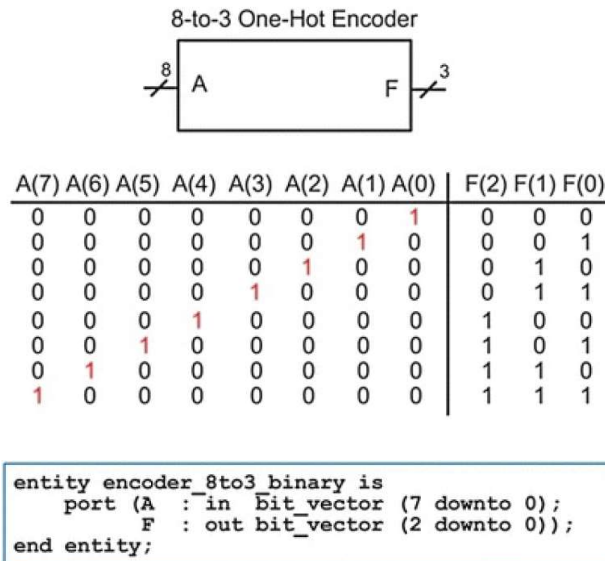 8-to-3 One-Hot Encoder
8 A F 3
A(7) A(6) A(5) A(4) A(3) A(2) A(1) A(0) F(2) F(1) F(0)
0 0 0 0 0 0 0 1 0 0 0
0 0 0 0 0 0 1 0 0 0 1
0 0 0 0 0 1 0 0 0 1 0
0 0 0 0 1 0 0 0 0 1 1
0 0 0 1 0 0 0 0 1 0 0
0 0 1 0 0 0 0 0 1 0 1
0 1 0 0 0 0 0 0 1 1 0
1 0 0 0 0 0 0 0 1 1 1
entity encoder_8to3_binary is
port (A : in bit_vector (7 downto 0);
F : out bit_vector (2 downto 0));
end entity;